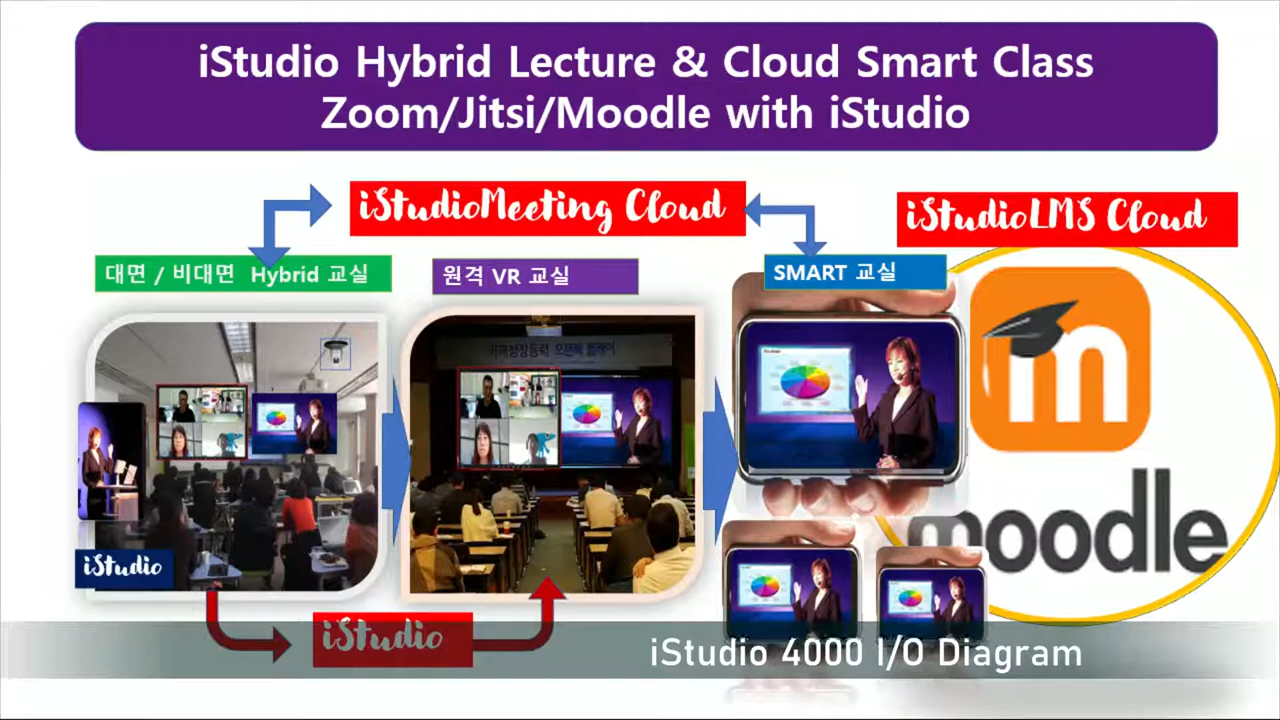 iStudio Hybrid Lecture & Cloud Smart Class
Zoom/Jitsi/Moodle with iStudio
iStudioMeeting Cloud
iStudioLMS Cloud
대면 / 비대면 Hybrid 교실
원격 VR 교실
SMART 교실
m
moodle
iStudio
iStudio
iStudio 4000 I/O Diagram